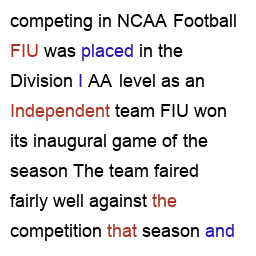 competing in NCAA Football
FIU was placed in the
Division I AA level as an
Independent team FIU won
its inaugural game of the
season The team faired
fairly well against the
competition that season and